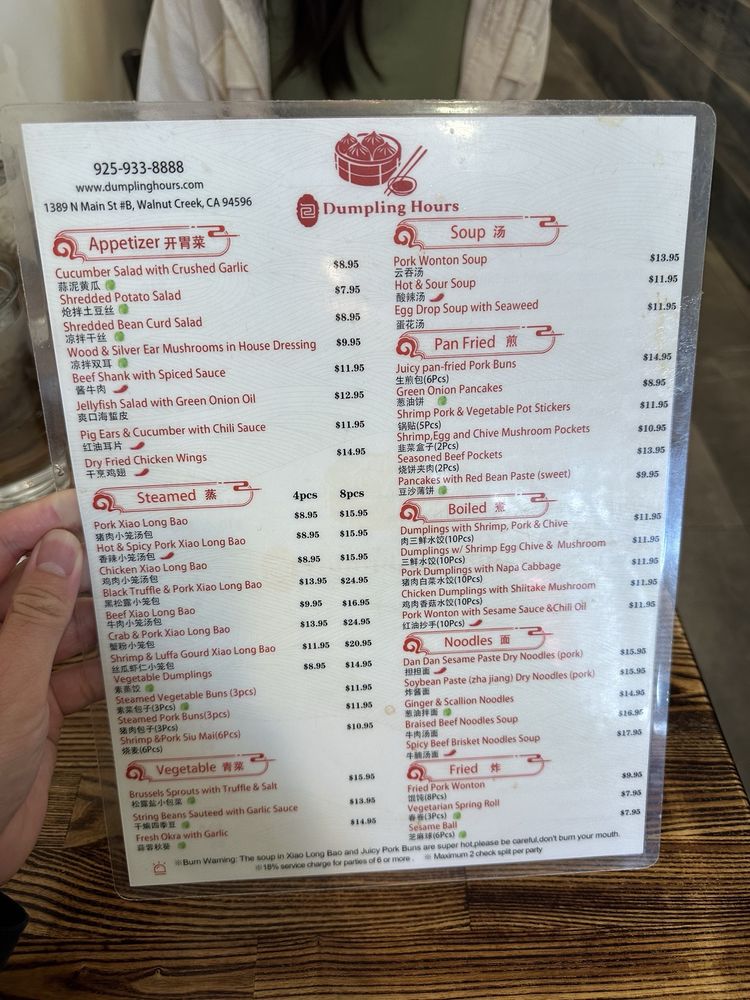 925-933-8888
www.dumplinghours.com
1389 N Main St #B, Walnut Creek, CA 94596
Dumpling Hours
Appetizer 开胃菜
Cucumber Salad with Crushed Garlic $8.95
蒜泥黄瓜
Shredded Potato Salad $7.95
炝拌土豆丝
Shredded Bean Curd Salad $8.95
凉拌干丝
Wood & Silver Ear Mushrooms in House Dressing $9.95
凉拌双耳
Beef Shank with Spiced Sauce $11.95
酱牛肉
Jellyfish Salad with Green Onion Oil $12.95
爽口海蜇皮
Pig Ears & Cucumber with Chili Sauce $11.95
红油耳片
Dry Fried Chicken Wings $14.95
干烹鸡翅
Steamed 蒸 4pcs 8pcs
Pork Xiao Long Bao $8.95 $15.95
猪肉小笼汤包
Hot & Spicy Pork Xiao Long Bao $8.95 $15.95
香辣小笼汤包
Chicken Xiao Long Bao $8.95 $15.95
鸡肉小笼汤包
Black Truffle & Pork Xiao Long Bao $13.95 $24.95
黑松露小笼包
Beef Xiao Long Bao $9.95 $16.95
牛肉小笼汤包
Crab & Pork Xiao Long Bao $13.95 $24.95
蟹粉小笼包
Shrimp & Luffa Gourd Xiao Long Bao $11.95 $20.95
丝瓜虾仁小笼包
Vegetable Dumplings $8.95 $14.95
素蒸饺
Steamed Vegetable Buns (3pcs) $11.95
素菜包子(3Pcs)
Steamed Pork Buns(3pcs) $11.95
猪肉包子(3Pcs)
Shrimp &Pork Siu Mai(6Pcs) $10.95
烧麦(6Pcs)
Vegetable 青菜
Brussels Sprouts with Truffle & Salt $15.95
松露盐小包菜
String Beans Sauteed with Garlic Sauce $13.95
干煸四季豆
Fresh Okra with Garlic $14.95
蒜蓉秋葵
Soup 汤
Pork Wonton Soup $13.95
云吞汤
Hot & Sour Soup $11.95
酸辣汤
Egg Drop Soup with Seaweed $11.95
蛋花汤
Pan Fried 煎
Juicy pan-fried Pork Buns $14.95
生煎包(6Pcs)
Green Onion Pancakes $8.95
葱油饼
Shrimp Pork & Vegetable Pot Stickers $11.95
锅贴(5Pcs)
Shrimp,Egg and Chive Mushroom Pockets $10.95
韭菜盒子(2Pcs)
Seasoned Beef Pockets $13.95
烧饼夹肉(2Pcs)
Pancakes with Red Bean Paste (sweet) $9.95
豆沙薄饼
Boiled 煮
Dumplings with Shrimp, Pork & Chive $11.95
肉三鲜水饺(10Pcs)
Dumplings w/ Shrimp Egg Chive & Mushroom $11.95
三鲜水饺(10Pcs)
Pork Dumplings with Napa Cabbage $11.95
猪肉白菜水饺(10Pcs)
Chicken Dumplings with Shiitake Mushroom $11.95
鸡肉香菇水饺(10Pcs)
Pork Wonton with Sesame Sauce &Chili Oil $11.95
红油抄手(10Pcs)
Noodles 面
Dan Dan Sesame Paste Dry Noodles (pork) $15.95
担担面
Soybean Paste (zha jiang) Dry Noodles (pork) $15.95
炸酱面
Ginger & Scallion Noodles $14.95
葱油拌面
Braised Beef Noodles Soup $16.95
牛肉汤面
Spicy Beef Brisket Noodles Soup $17.95
牛腩汤面
Fried 炸
Fried Pork Wonton $9.95
馄饨(8Pcs)
Vegetarian Spring Roll $7.95
春卷(3Pcs)
Sesame Ball $7.95
芝麻球(6Pcs)
※Burn Warning: The soup in Xiao Long Bao and Juicy Pork Buns are super hot,please be careful,don't burn your mouth.
※18% service charge for parties of 6 or more . ※ Maximum 2 check split per party